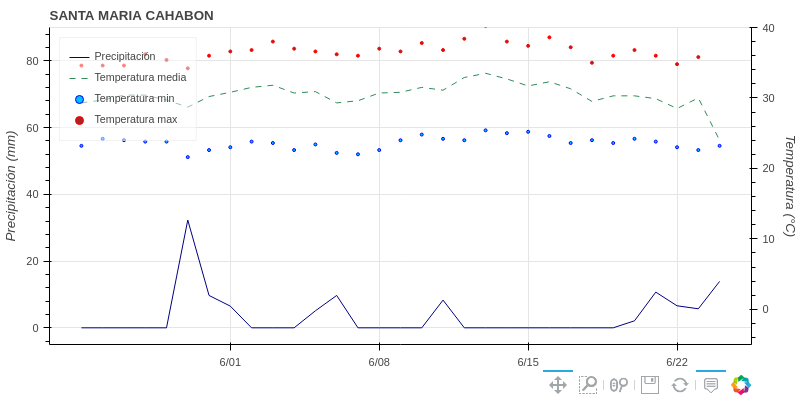 SANTA MARIA CAHABON
Precipitación
Temperatura media
Temperatura min
Temperatura max
Precipitación (mm)
80
60
40
20
0
Temperatura (°C)
40
30
20
10
0
6/01
6/08
6/15
6/22